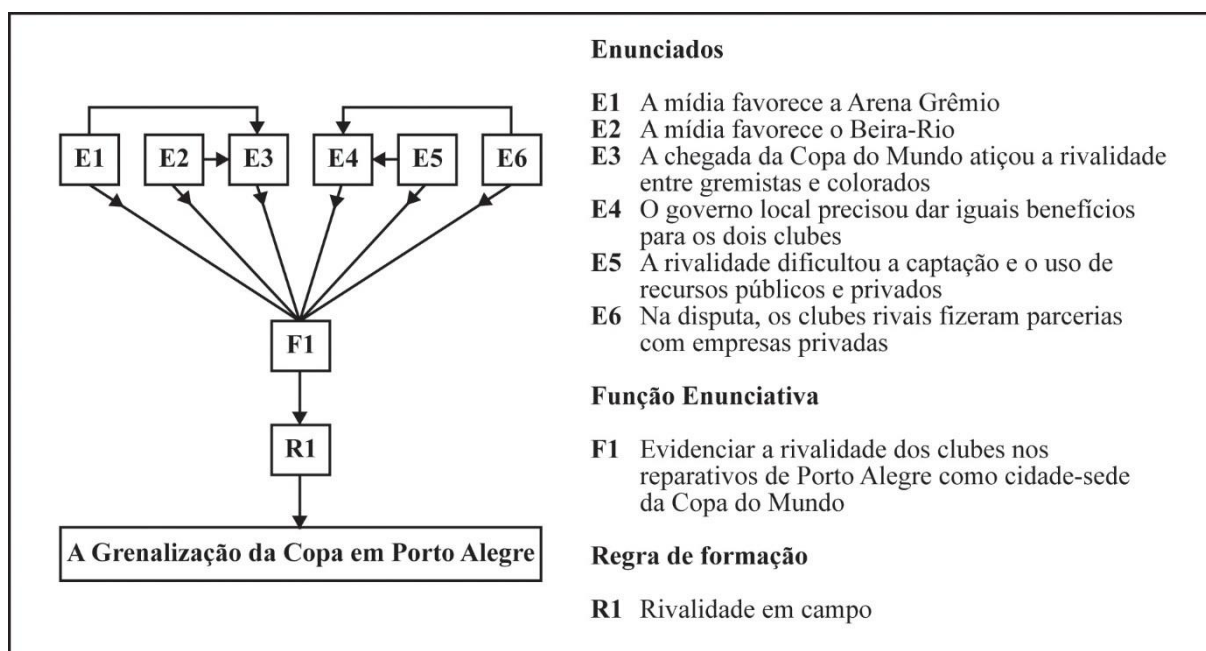 E1 E2 E3 E4 E5 E6
F1
R1
A Grenalização da Copa em Porto Alegre
Enunciados
E1 A mídia favorece a Arena Grêmio
E2 A mídia favorece o Beira-Rio
E3 A chegada da Copa do Mundo atiçou a rivalidade
entre gremistas e colorados
E4 O governo local precisou dar iguais benefícios
para os dois clubes
E5 A rivalidade dificultou a captação e o uso de
recursos públicos e privados
E6 Na disputa, os clubes rivais fizeram parcerias
com empresas privadas
Função Enunciativa
F1 Evidenciar a rivalidade dos clubes nos
reparativos de Porto Alegre como cidade-sede
da Copa do Mundo
Regra de formação
R1 Rivalidade em campo